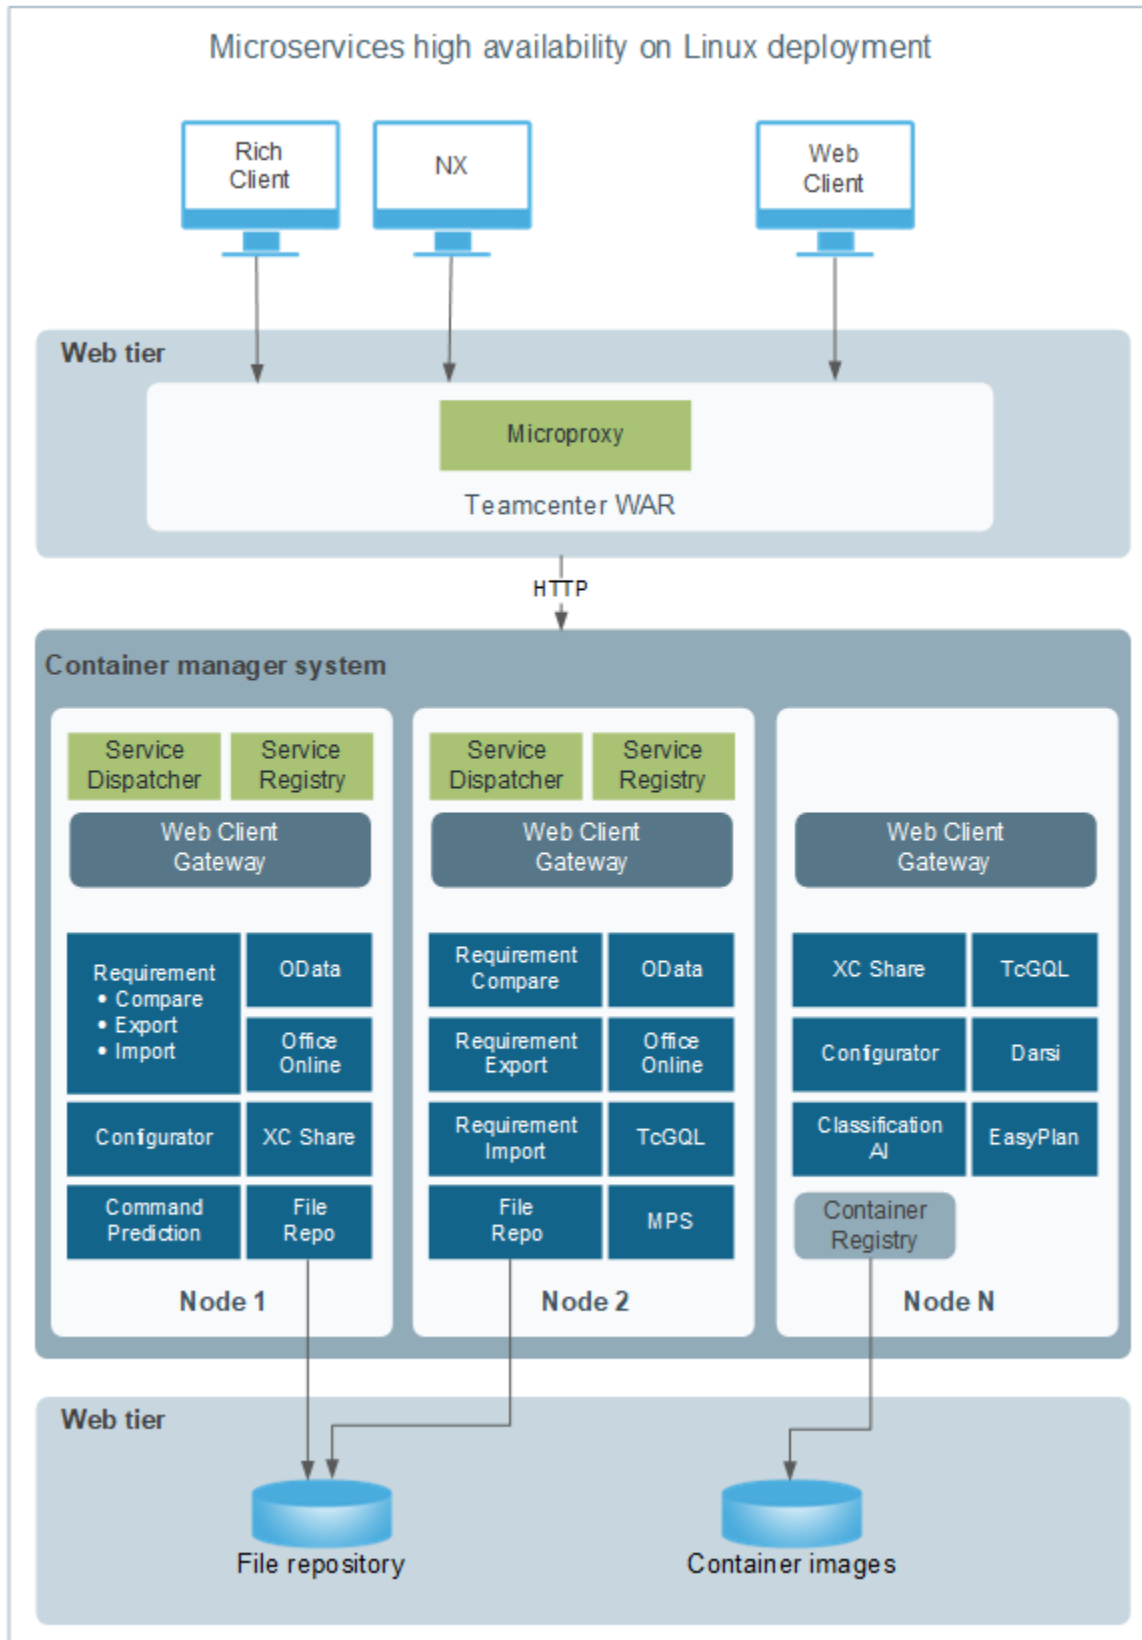 Microservices high availability on Linux deployment
Rich
Client
NX
Web
Client
Web tier
Microproxy
Teamcenter WAR
HTTP
Container manager system
Service
Dispatcher
Service
Registry
Web Client
Gateway
Requirement
• Compare
• Export
• Import
OData
Office
Online
Configurator
XC Share
Command
Prediction
File
Repo
Node 1
Service
Dispatcher
Service
Registry
Web Client
Gateway
Requirement
Compare
OData
Requirement
Export
Office
Online
Requirement
Import
TcGQL
File
Repo
MPS
Node 2
Web Client
Gateway
XC Share
TcGQL
Configurator
Darsi
Classification
AI
EasyPlan
Container
Registry
Node N
Web tier
File repository
Container images